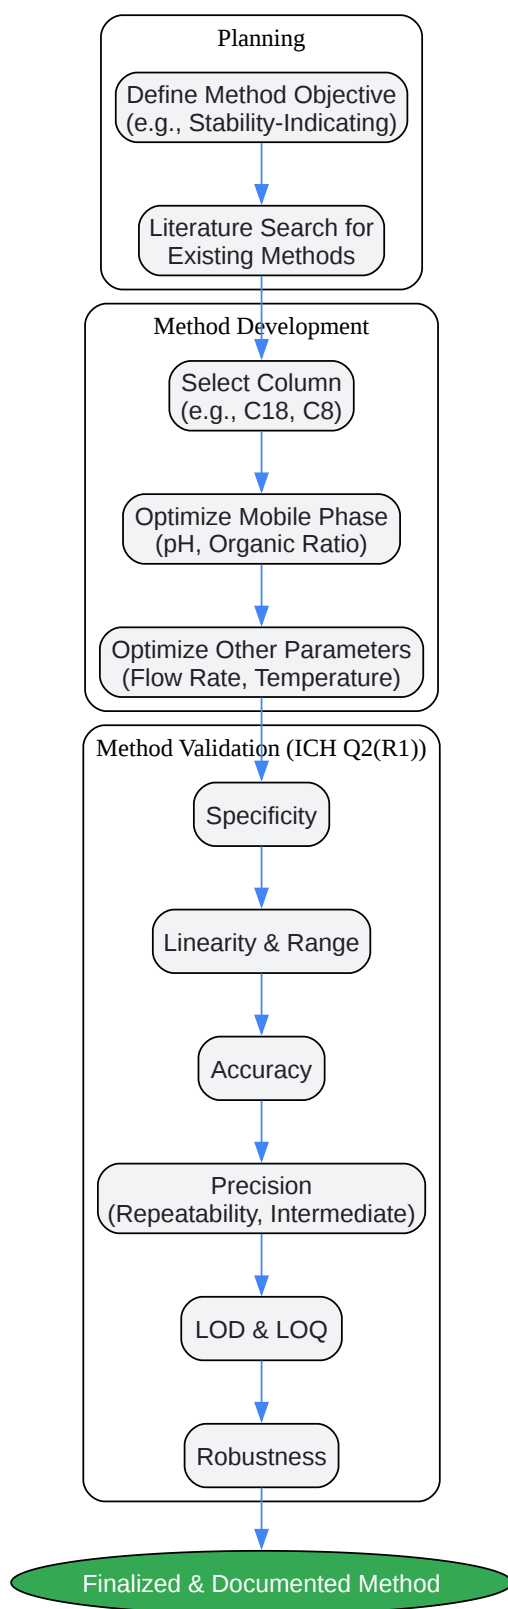 Planning
Define Method Objective
(e.g., Stability-Indicating)
Literature Search for
Existing Methods
Method Development
Select Column
(e.g., C18, C8)
Optimize Mobile Phase
(pH, Organic Ratio)
Optimize Other Parameters
(Flow Rate, Temperature)
Method Validation (ICH Q2(R1))
Specificity
Linearity & Range
Accuracy
Precision
(Repeatability, Intermediate)
LOD & LOQ
Robustness
Finalized & Documented Method